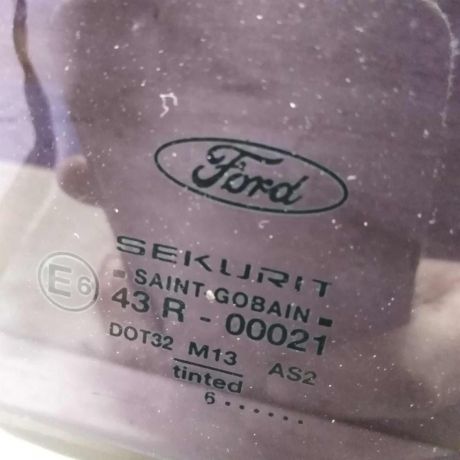 Ford
SEKURIT
- SAINT-GOBAIN -
E6 43 R - 00021
DOT32 M13 AS2
tinted
6 ......